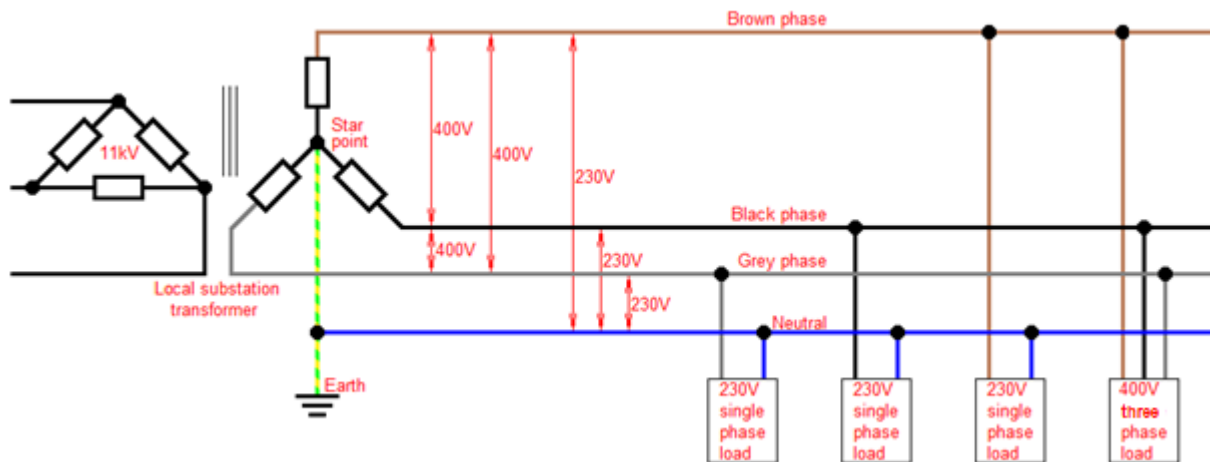 Brown phase
11kV
Star
point
400V
400V
230V
Black phase
400V
230V
Grey phase
230V
Local substation
transformer
Neutral
Earth
230V
single
phase
load
230V
single
phase
load
230V
single
phase
load
400V
three
phase
load